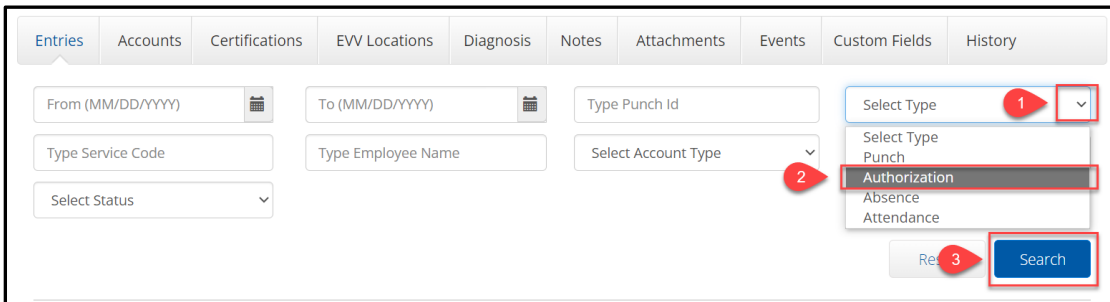 Entries Accounts Certifications EVV Locations Diagnosis Notes Attachments Events Custom Fields History
From (MM/DD/YYYY) To (MM/DD/YYYY) Type Punch Id Select Type 1
Type Service Code Type Employee Name Select Account Type
Select Type
Punch
2 Authorization
Absence
Attendance
Select Status
3 Search